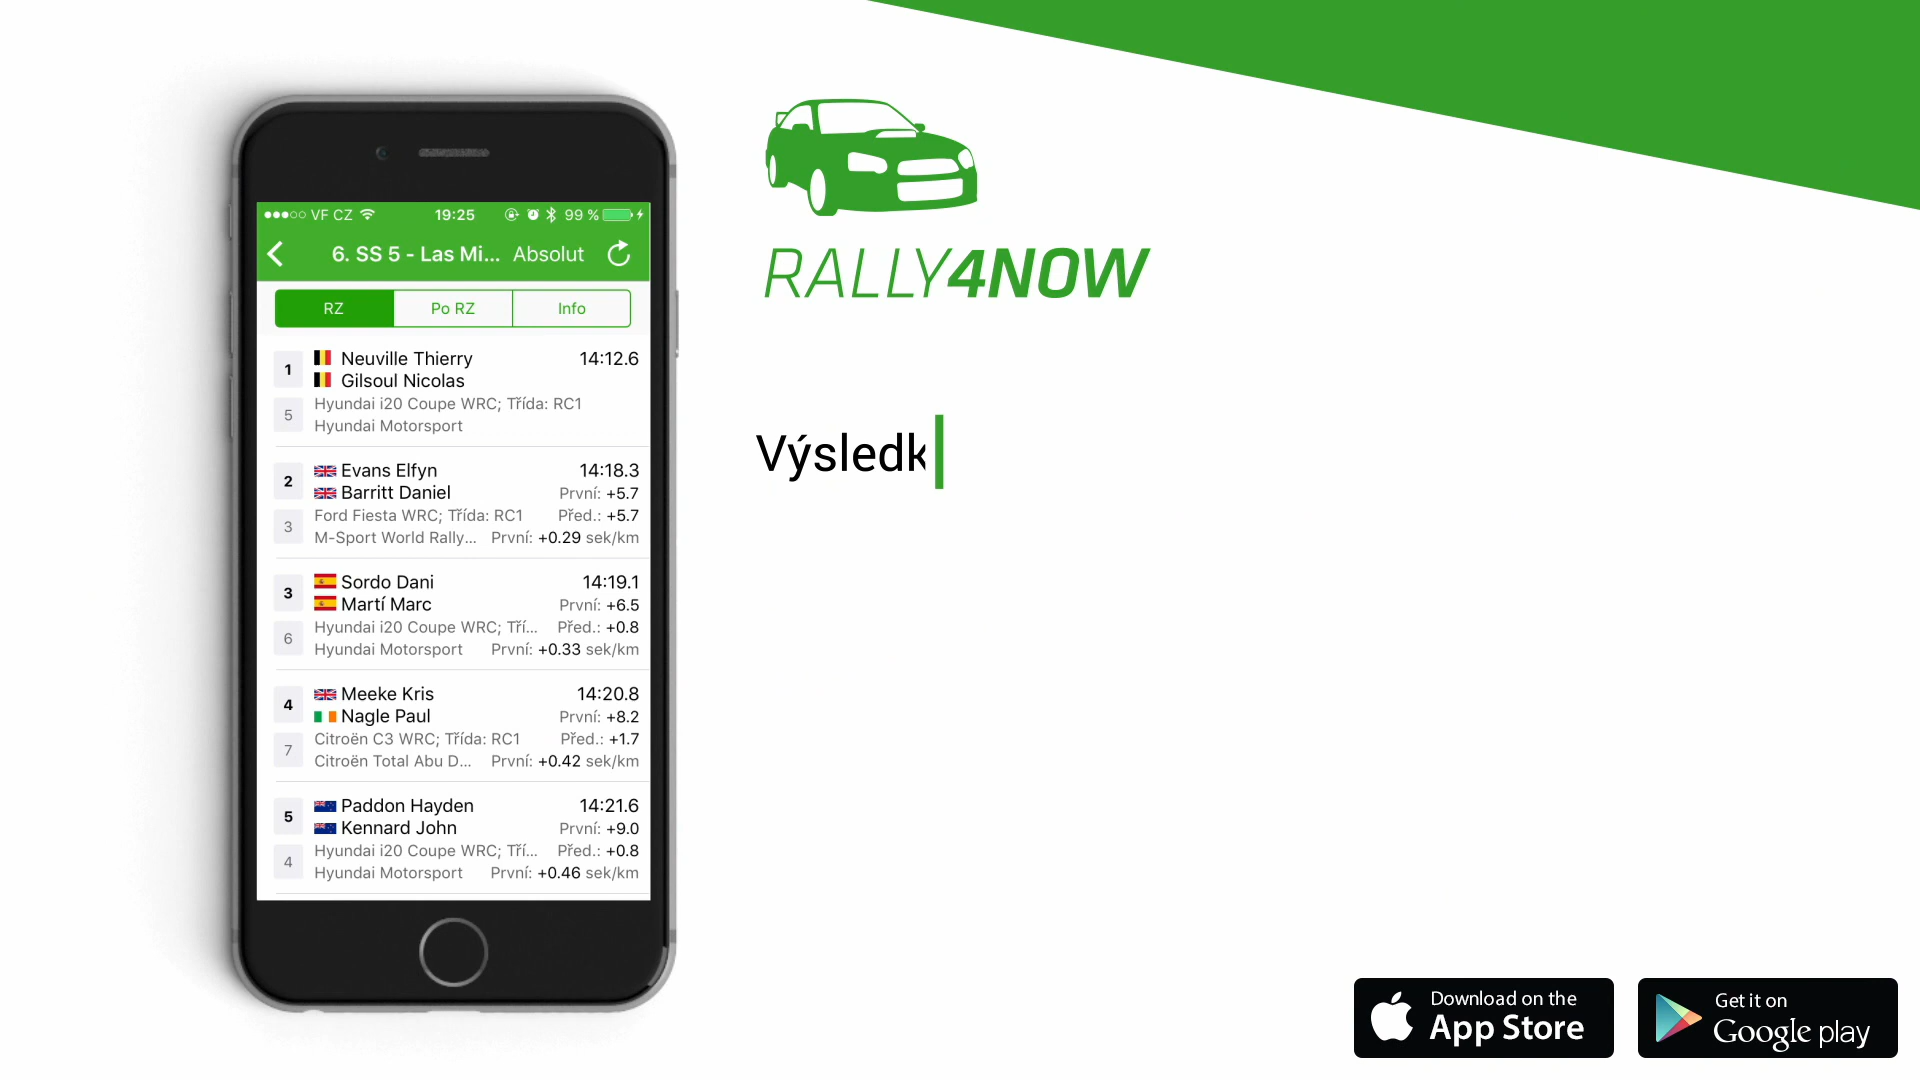 VF CZ 19:25 99 %
6. SS 5 - Las Mi... Absolut
RZ Po RZ Info
1 Neuville Thierry 14:12.6
Gilsoul Nicolas
5 Hyundai i20 Coupe WRC; Třída: RC1
Hyundai Motorsport
2 Evans Elfyn 14:18.3
Barritt Daniel První: +5.7
3 Ford Fiesta WRC; Třída: RC1 Před.: +5.7
M-Sport World Rally... První: +0.29 sek/km
3 Sordo Dani 14:19.1
Martí Marc První: +6.5
6 Hyundai i20 Coupe WRC; Tří... Před.: +0.8
Hyundai Motorsport První: +0.33 sek/km
4 Meeke Kris 14:20.8
Nagle Paul První: +8.2
7 Citroën C3 WRC; Třída: RC1 Před.: +1.7
Citroën Total Abu D... První: +0.42 sek/km
5 Paddon Hayden 14:21.6
Kennard John První: +9.0
4 Hyundai i20 Coupe WRC; Tří... Před.: +0.8
Hyundai Motorsport První: +0.46 sek/km
RALLY4NOW
Výsledk
Download on the
App Store
Get it on
Google play